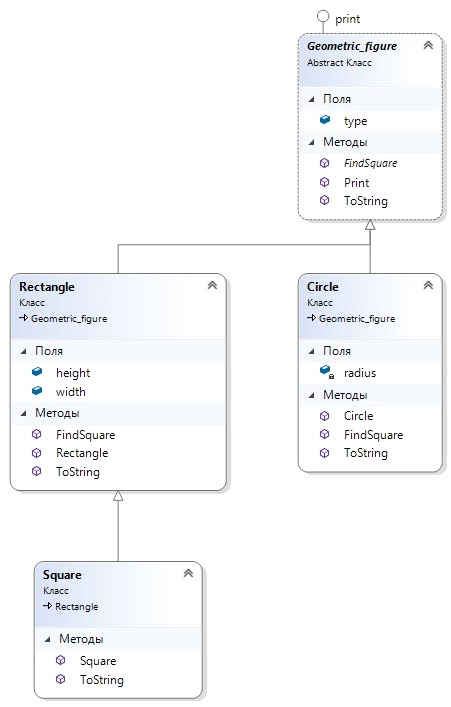 print
Geometric_figure
Abstract Класс
Поля
type
Методы
FindSquare
Print
ToString
Rectangle
Класс
Geometric_figure
Поля
height
width
Методы
FindSquare
Rectangle
ToString
Circle
Класс
Geometric_figure
Поля
radius
Методы
Circle
FindSquare
ToString
Square
Класс
Rectangle
Методы
Square
ToString